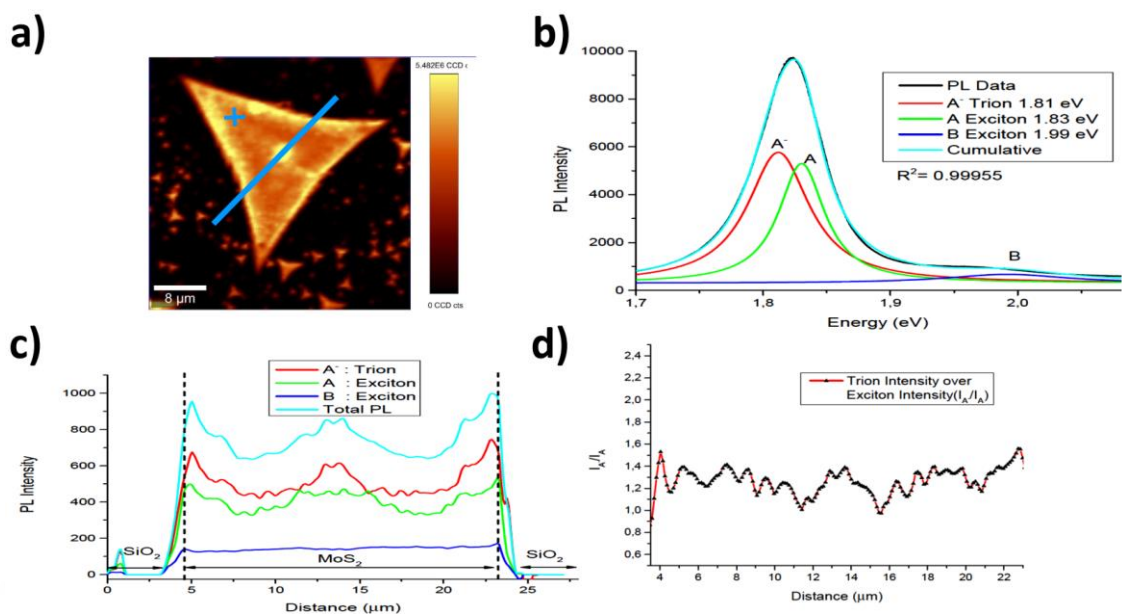 a)
5,482E6 CCD c
0 CCD cts
8 µm
b)
10000
8000
6000
4000
2000
0
PL Intensity
PL Data
A⁻ Trion 1.81 eV
A Exciton 1.83 eV
B Exciton 1.99 eV
Cumulative
R²= 0.99955
A⁻
A
B
1,7
1,8
1,9
2,0
Energy (eV)
c)
A⁻ : Trion
A : Exciton
B : Exciton
Total PL
1000
800
600
400
200
0
PL Intensity
SiO₂
MoS₂
SiO₂
0
5
10
15
20
25
Distance (µm)
d)
2,4
2,2
2,0
1,8
1,6
1,4
1,2
1,0
0,8
0,6
Trion Intensity over
Exciton Intensity(I_A⁻/I_A)
4
6
8
10
12
14
16
18
20
22
Distance (µm)